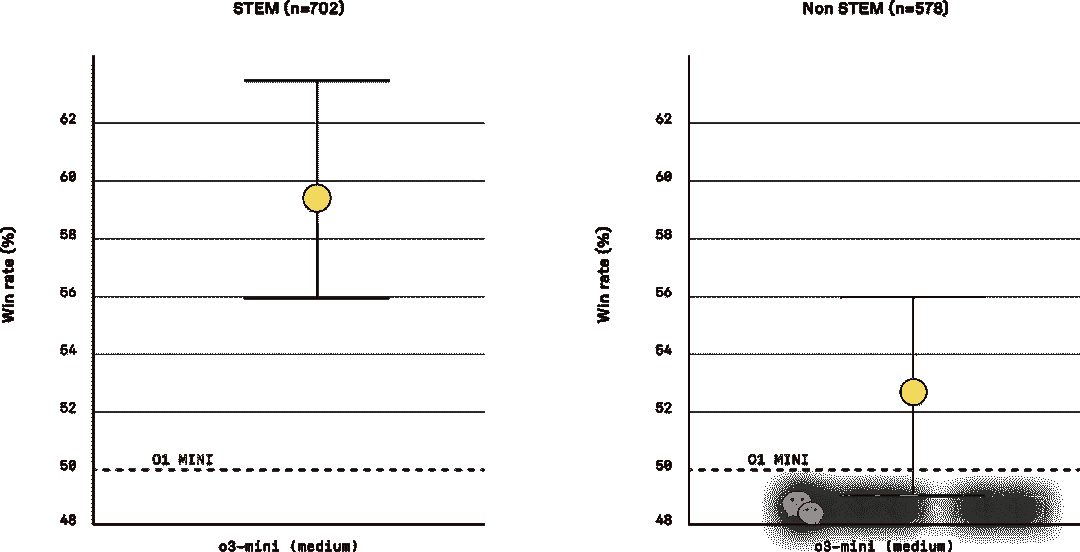 STEM (n=702)
Win rate (%)
62
60
58
56
54
52
50
48
O1 MINI
o3-mini (medium)
Non STEM (n=578)
Win rate (%)
62
60
58
56
54
52
50
48
O1 MINI
o3-mini (medium)